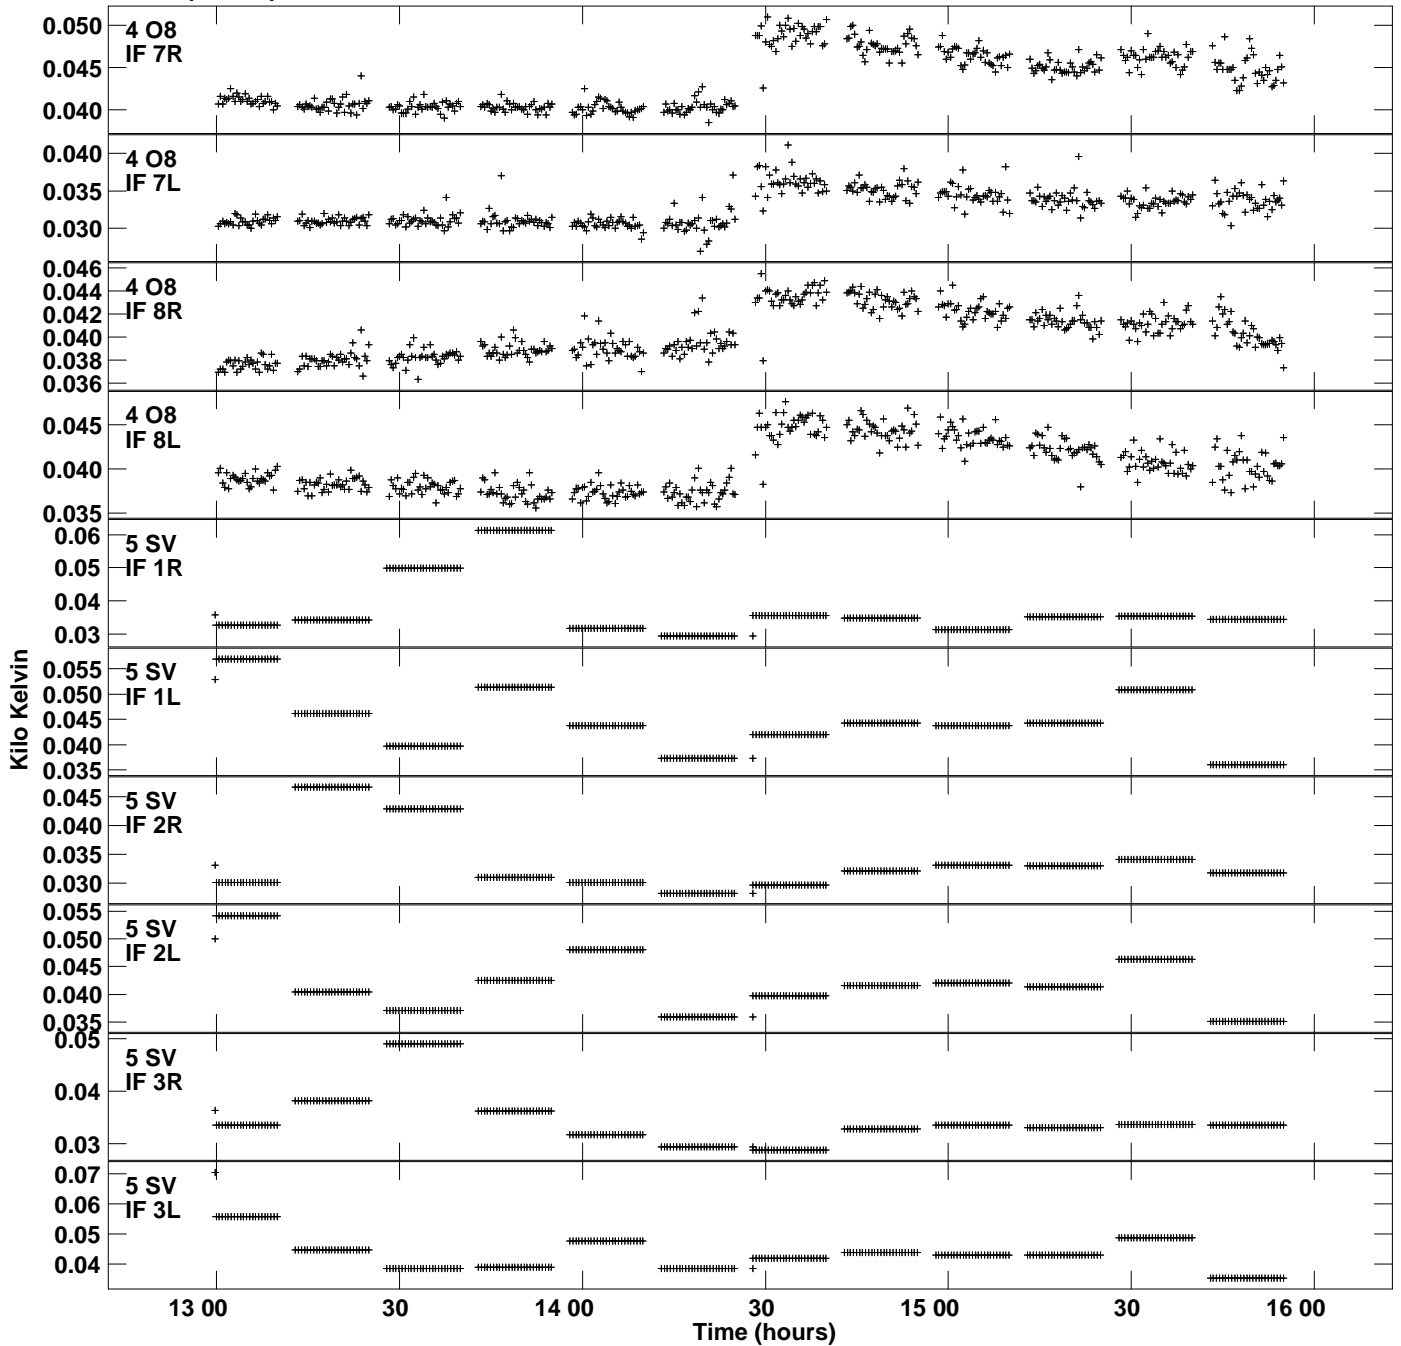 0.050
0.045
0.040
4 O8
IF 7R
0.040
0.035
0.030
4 O8
IF 7L
0.046
0.044
0.042
0.040
0.038
0.036
4 O8
IF 8R
0.045
0.040
0.035
4 O8
IF 8L
0.06
0.05
0.04
0.03
5 SV
IF 1R
0.055
0.050
0.045
0.040
0.035
5 SV
IF 1L
0.045
0.040
0.035
0.030
5 SV
IF 2R
0.055
0.050
0.045
0.040
0.035
5 SV
IF 2L
0.05
0.04
0.03
5 SV
IF 3R
0.07
0.06
0.05
0.04
5 SV
IF 3L
Kilo Kelvin
13 00 30 14 00 30 15 00 30 16 00
Time (hours)